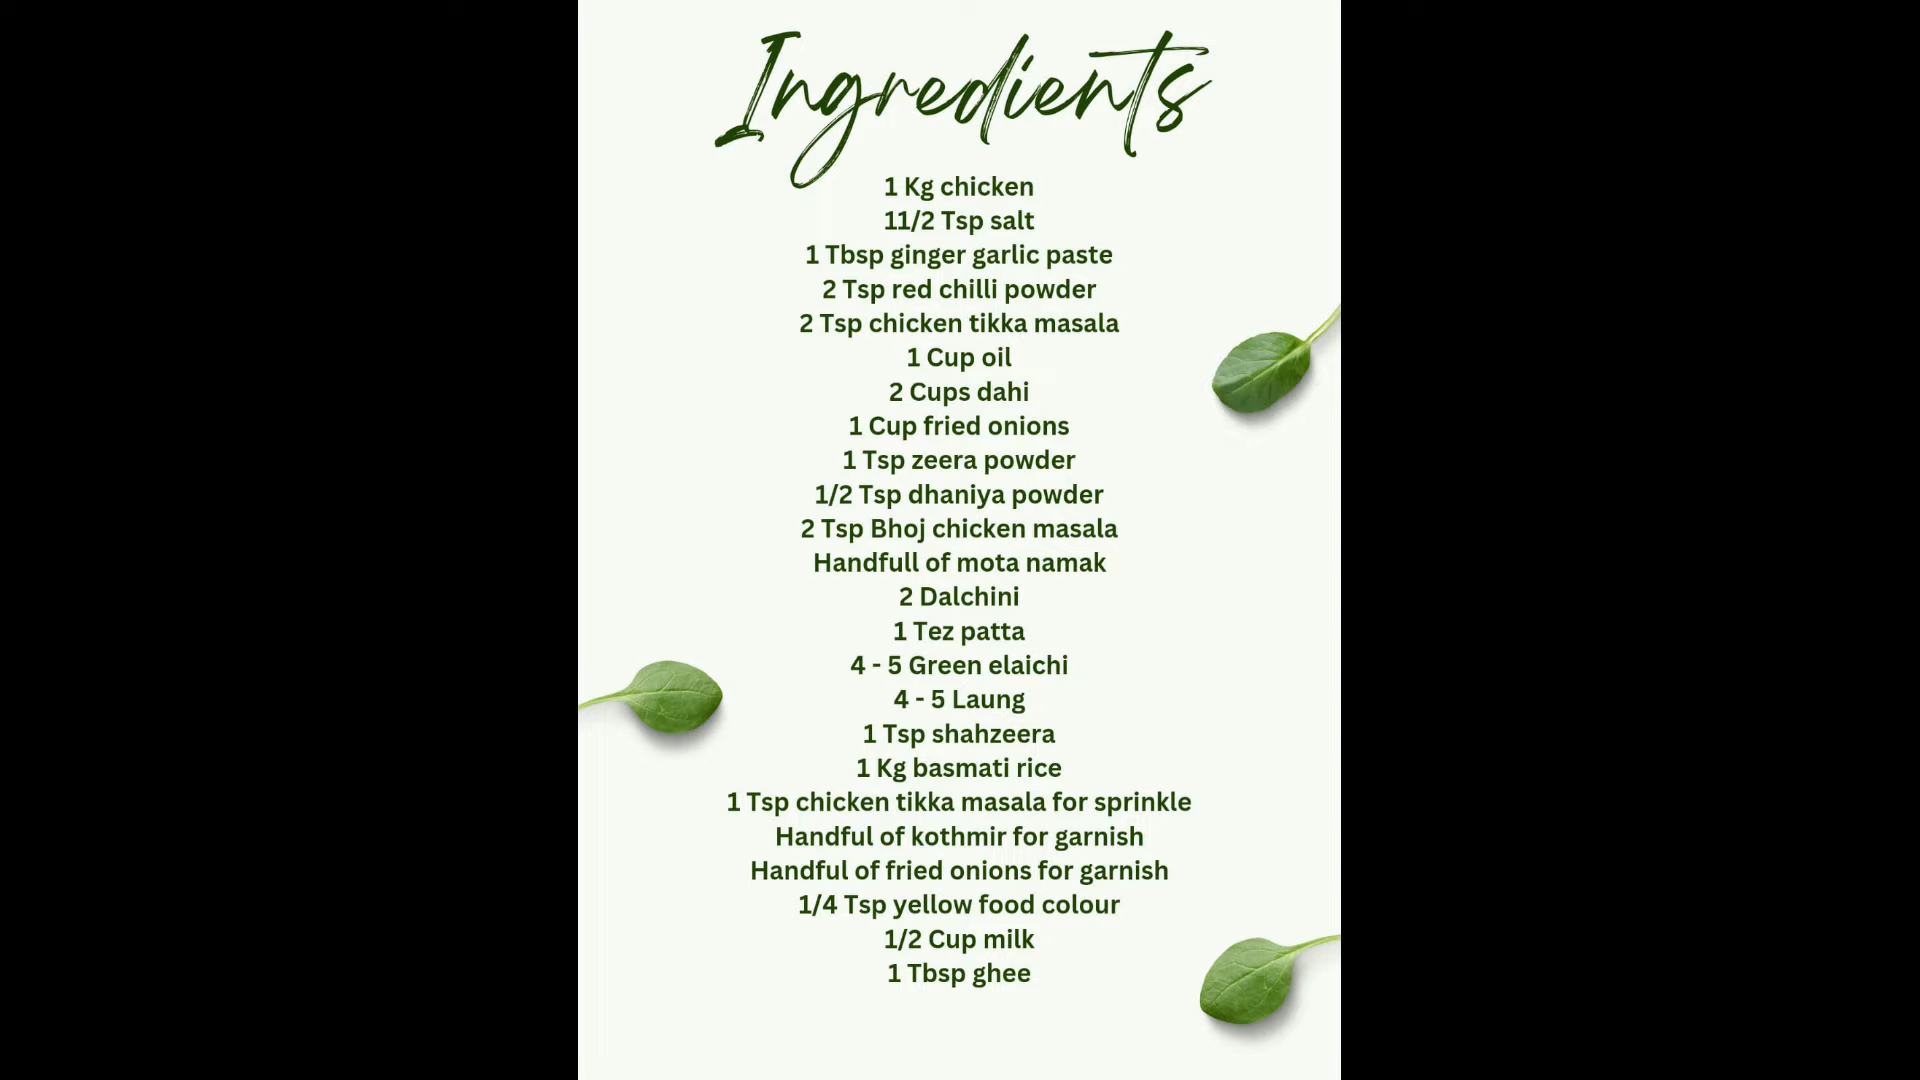 Ingredients
1 Kg chicken
11/2 Tsp salt
1 Tbsp ginger garlic paste
2 Tsp red chilli powder
2 Tsp chicken tikka masala
1 Cup oil
2 Cups dahi
1 Cup fried onions
1 Tsp zeera powder
1/2 Tsp dhaniya powder
2 Tsp Bhoj chicken masala
Handfull of mota namak
2 Dalchini
1 Tez patta
4 - 5 Green elaichi
4 - 5 Laung
1 Tsp shahzeera
1 Kg basmati rice
1 Tsp chicken tikka masala for sprinkle
Handful of kothmir for garnish
Handful of fried onions for garnish
1/4 Tsp yellow food colour
1/2 Cup milk
1 Tbsp ghee